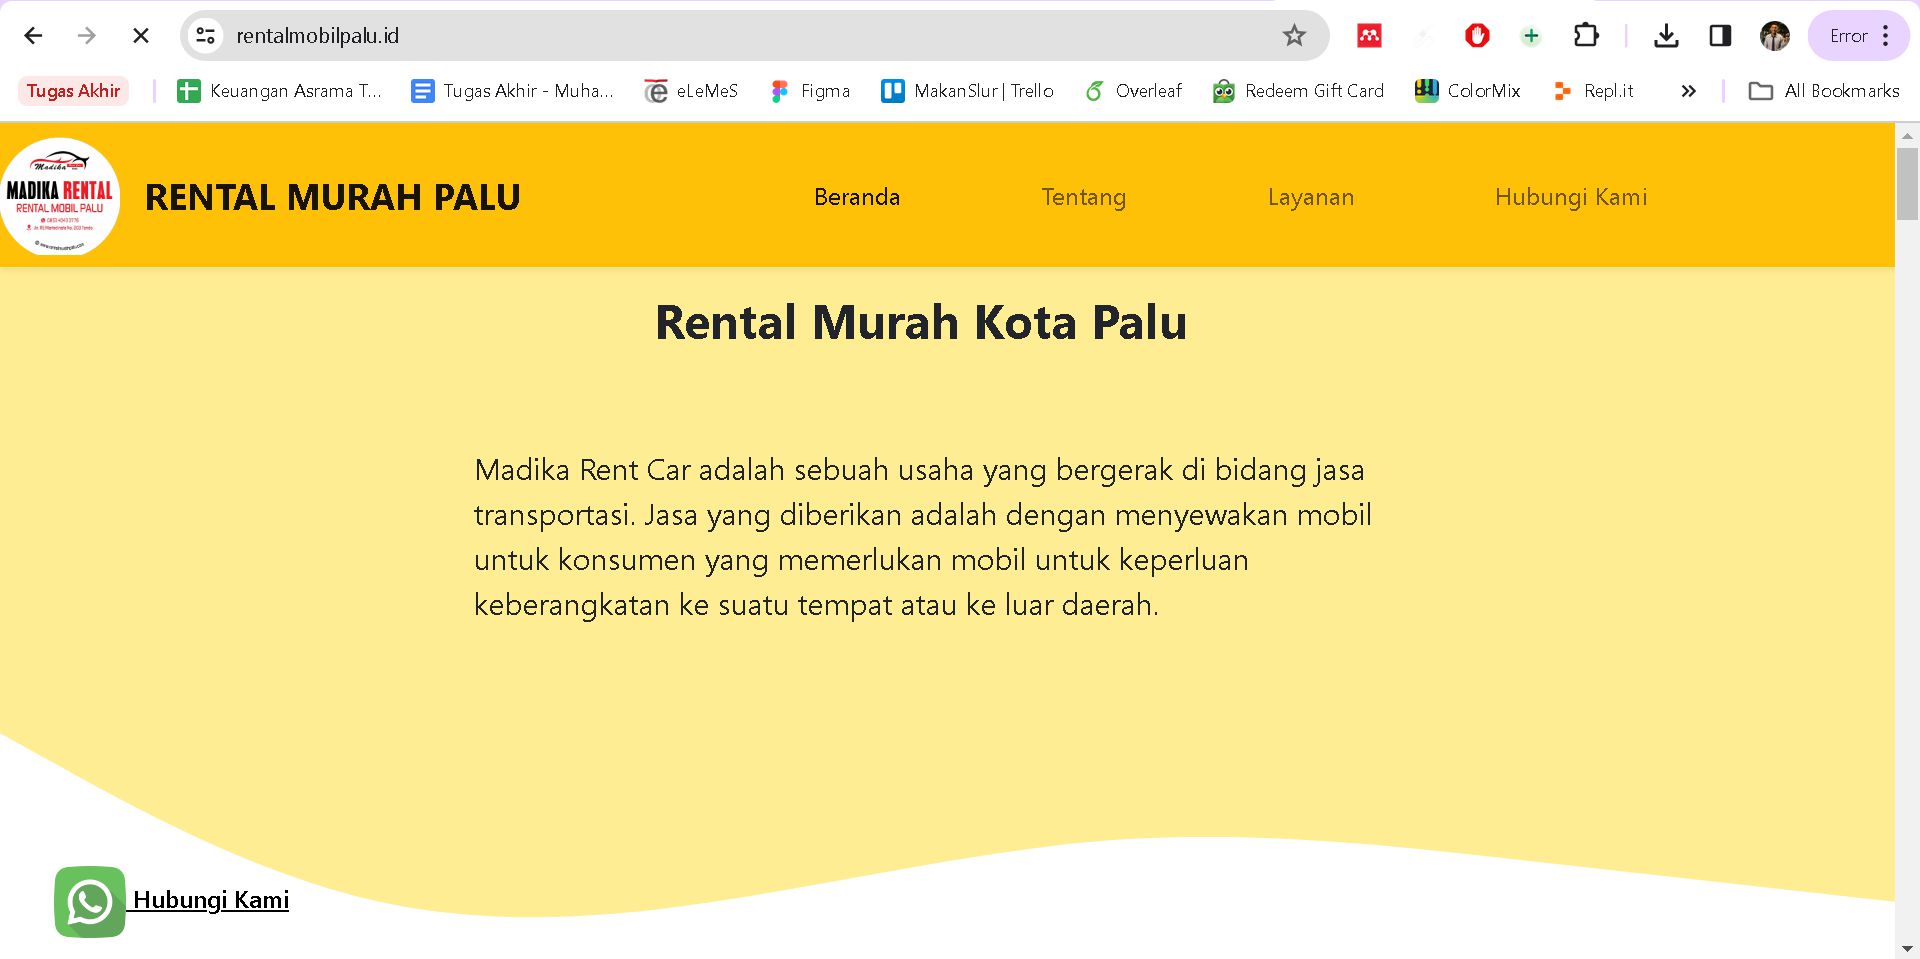 rentalmobilpalu.id
Error
Tugas Akhir
Keuangan Asrama T...
Tugas Akhir - Muha...
eLeMeS
Figma
MakanSlur | Trello
Overleaf
Redeem Gift Card
ColorMix
Repl.it
All Bookmarks
Madika
MADIKA RENTAL
RENTAL MOBIL PALU
RENTAL MURAH PALU
Beranda
Tentang
Layanan
Hubungi Kami
Rental Murah Kota Palu
Madika Rent Car adalah sebuah usaha yang bergerak di bidang jasa
transportasi. Jasa yang diberikan adalah dengan menyewakan mobil
untuk konsumen yang memerlukan mobil untuk keperluan
keberangkatan ke suatu tempat atau ke luar daerah.
Hubungi Kami